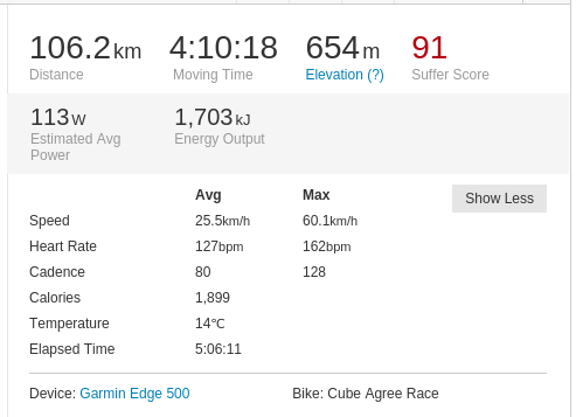 106.2km 4:10:18 654m 91
Distance Moving Time Elevation (?) Suffer Score
113W 1,703kJ
Estimated Avg Power Energy Output
Avg Max
Show Less
Speed 25.5km/h 60.1km/h
Heart Rate 127bpm 162bpm
Cadence 80 128
Calories 1,899
Temperature 14℃
Elapsed Time 5:06:11
Device: Garmin Edge 500 Bike: Cube Agree Race